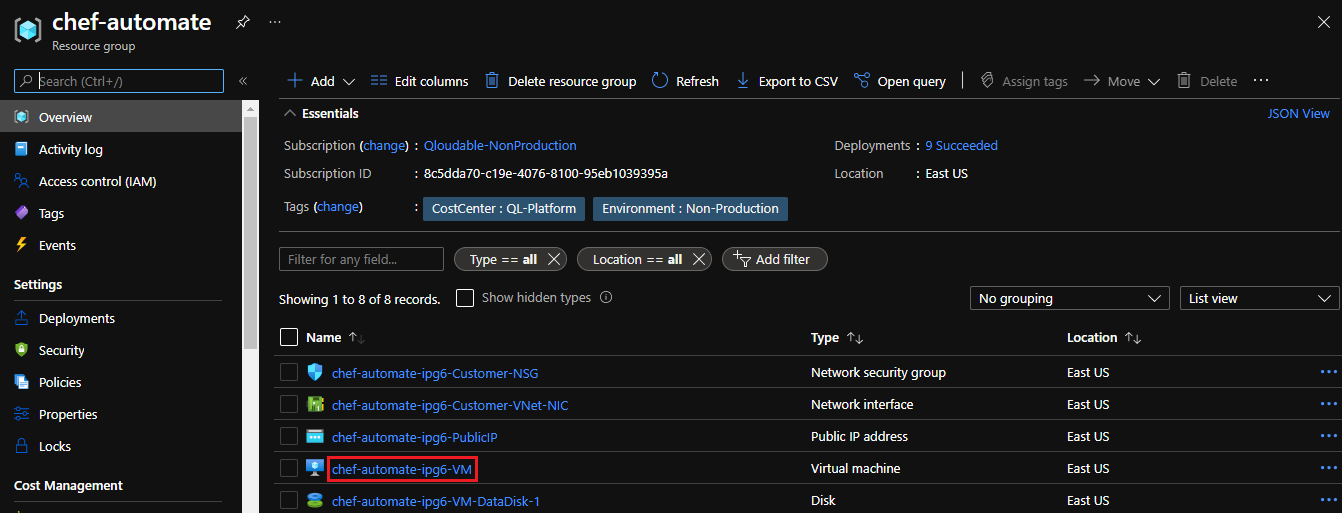 chef-automate ...
Resource group
Search (Ctrl+/)
«
Overview
Activity log
Access control (IAM)
Tags
Events
Settings
Deployments
Security
Policies
Properties
Locks
Cost Management
Add Edit columns Delete resource group Refresh Export to CSV Open query Assign tags Move Delete ...
Essentials JSON View
Subscription (change) : Qloudable-NonProduction Deployments : 9 Succeeded
Subscription ID : 8c5dda70-c19e-4076-8100-95eb1039395a Location : East US
Tags (change) : CostCenter : QL-Platform Environment : Non-Production
Filter for any field... Type == all Location == all Add filter
Showing 1 to 8 of 8 records. Show hidden types No grouping List view
Name Type Location
chef-automate-ipg6-Customer-NSG Network security group East US ...
chef-automate-ipg6-Customer-VNet-NIC Network interface East US ...
chef-automate-ipg6-PublicIP Public IP address East US ...
chef-automate-ipg6-VM Virtual machine East US ...
chef-automate-ipg6-VM-DataDisk-1 Disk East US ...